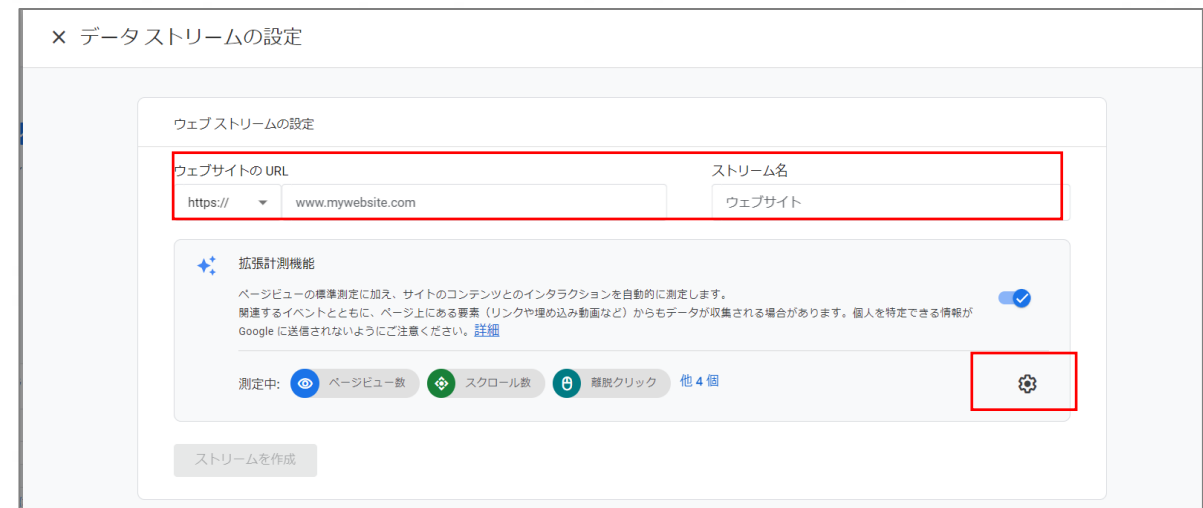 × データ ストリームの設定
ウェブ ストリームの設定
ウェブサイトの URL
ストリーム名
https://
www.mywebsite.com
ウェブサイト
拡張計測機能
ページビューの標準測定に加え、サイトのコンテンツとのインタラクションを自動的に測定します。
関連するイベントとともに、ページ上にある要素（リンクや埋め込み動画など）からもデータが収集される場合があります。個人を特定できる情報が
Google に送信されないようにご注意ください。詳細
測定中: ページビュー数 スクロール数 離脱クリック 他 4 個
ストリームを作成